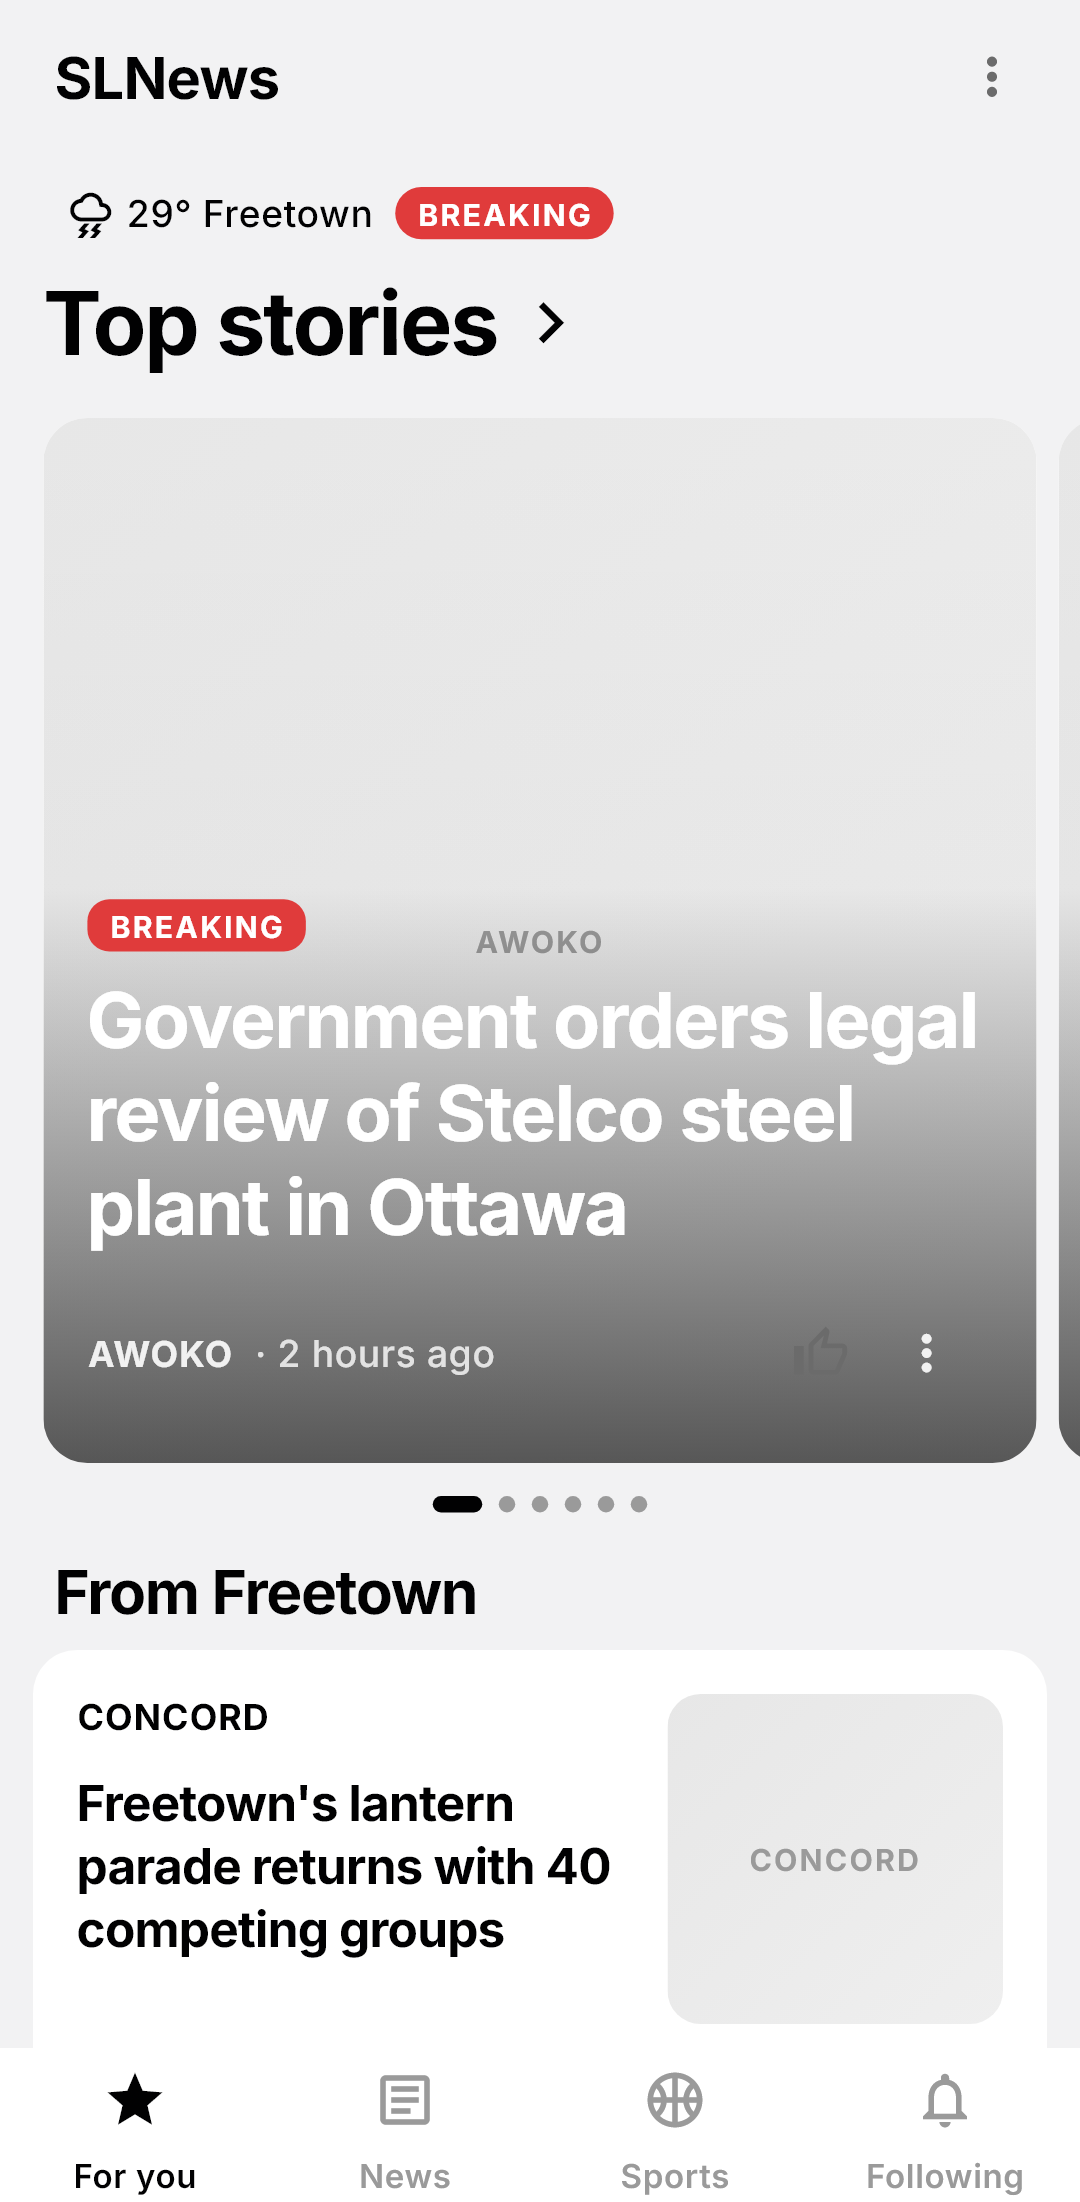 SLNews
29° Freetown BREAKING
Top stories
BREAKING
AWOKO
Government orders legal
review of Stelco steel
plant in Ottawa
AWOKO · 2 hours ago
From Freetown
CONCORD
Freetown's lantern
parade returns with 40
competing groups
CONCORD
For you News Sports Following